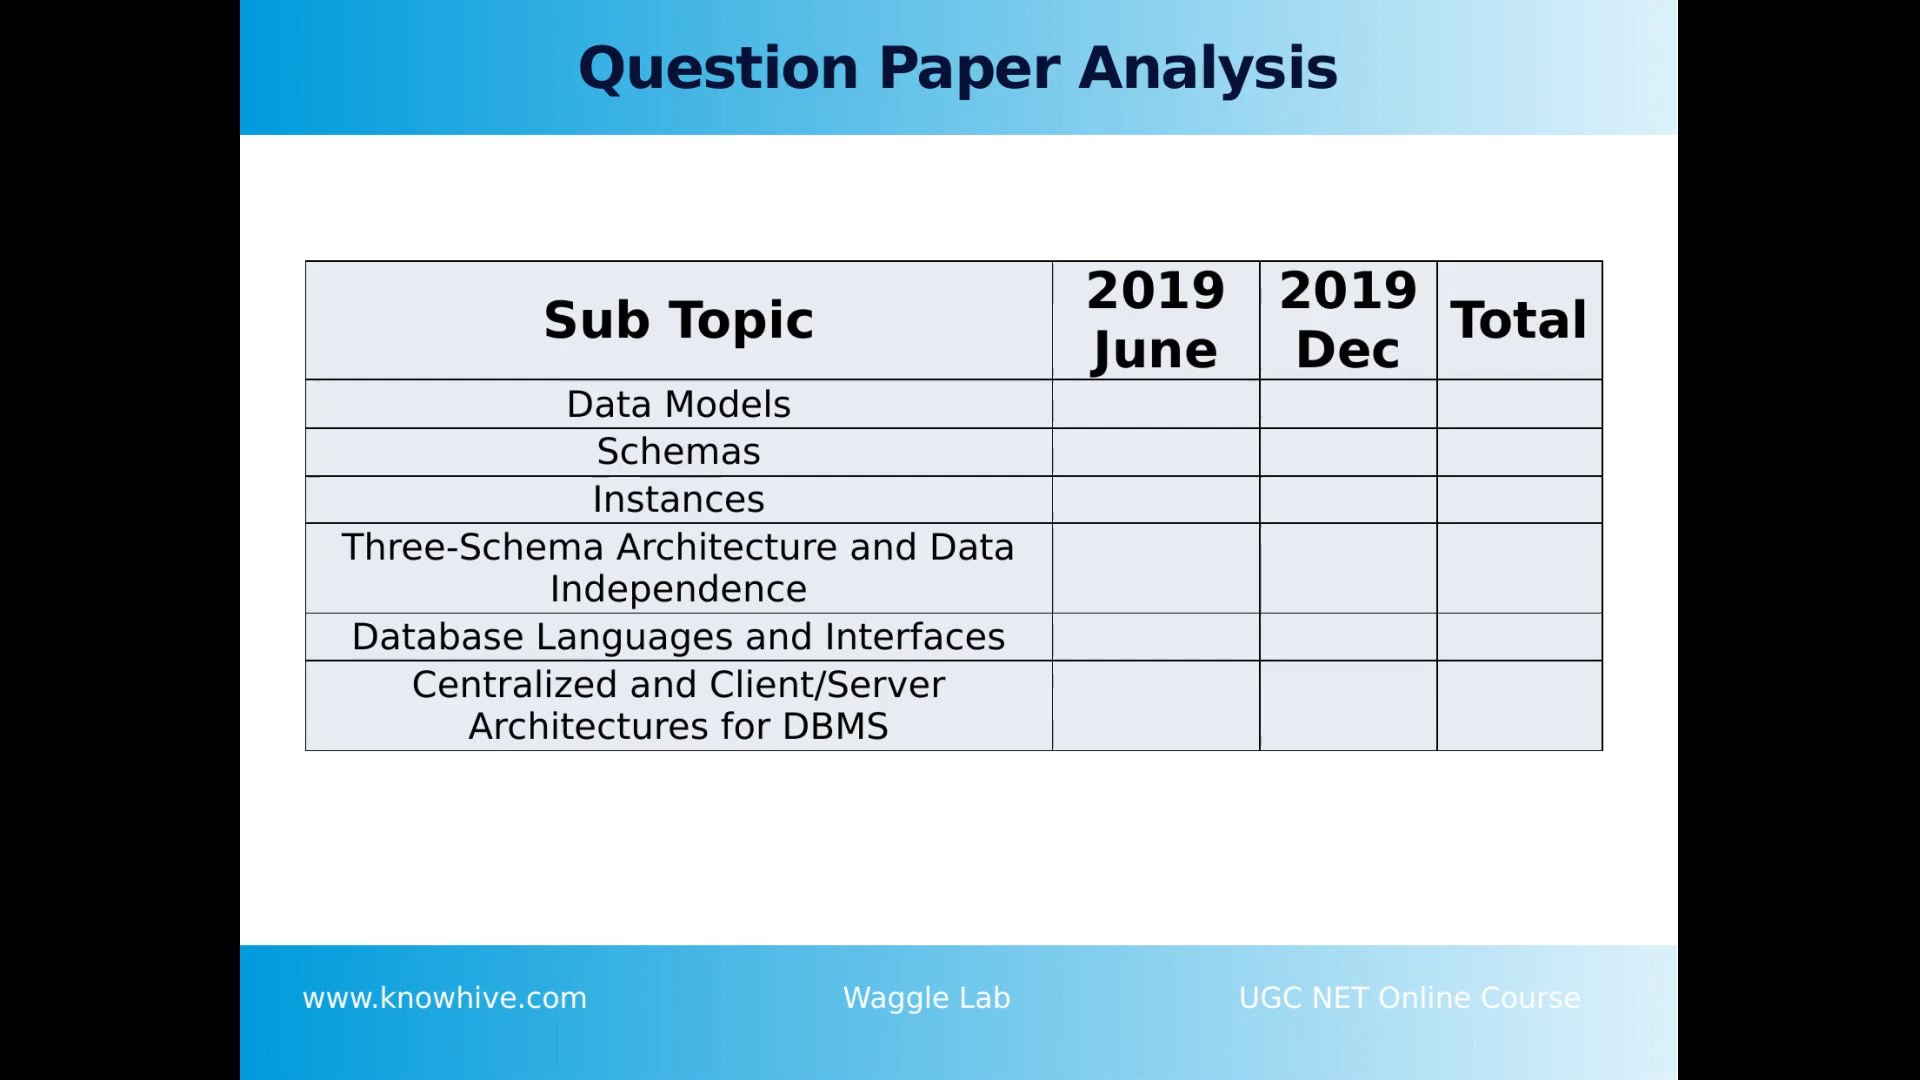 Question Paper Analysis
Sub Topic
2019
June
2019
Dec
Total
Data Models
Schemas
Instances
Three-Schema Architecture and Data
Independence
Database Languages and Interfaces
Centralized and Client/Server
Architectures for DBMS
www.knowhive.com
Waggle Lab
UGC NET Online Course